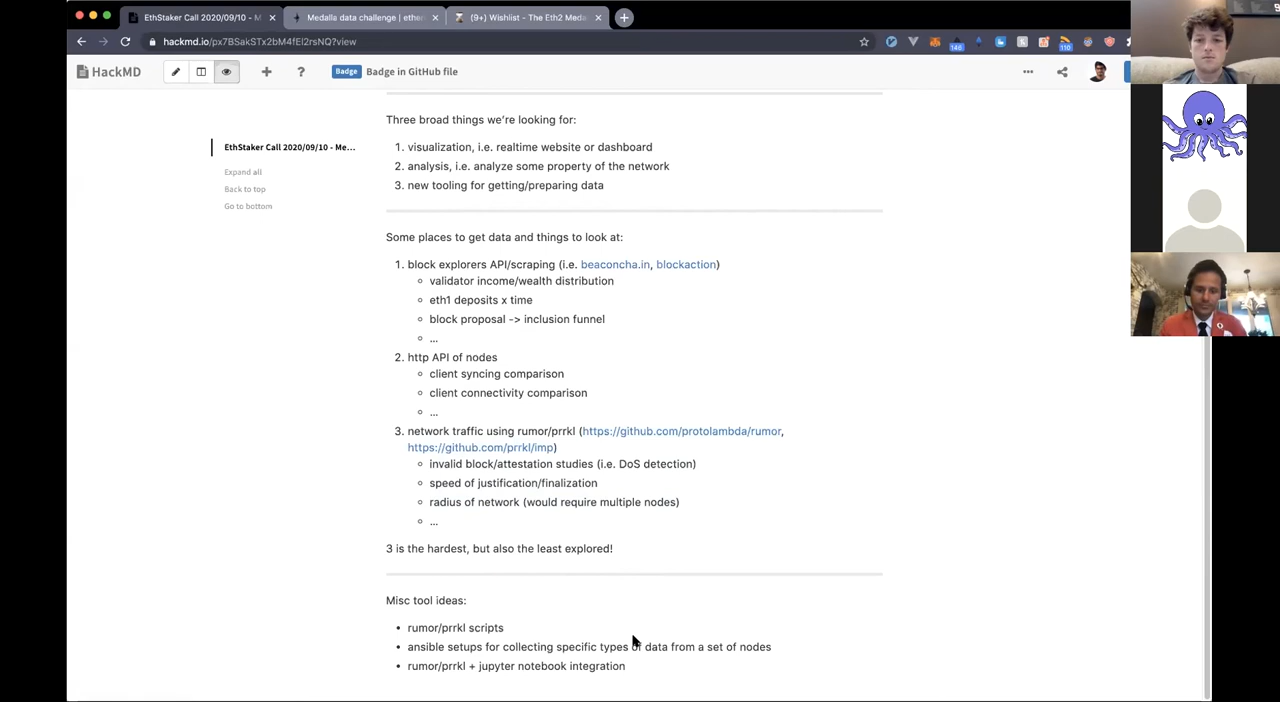 EthStaker Call 2020/09/10 - M
Medalla data challenge | ether
(9+) Wishlist - The Eth2 Meda
hackmd.io/px7BSakSTx2bM4fEI2rsNQ?view
146
110
HackMD
Badge
Badge in GitHub file
EthStaker Call 2020/09/10 - Me...
Expand all
Back to top
Go to bottom
Three broad things we're looking for:
1. visualization, i.e. realtime website or dashboard
2. analysis, i.e. analyze some property of the network
3. new tooling for getting/preparing data
Some places to get data and things to look at:
1. block explorers API/scraping (i.e. beaconcha.in, blockaction)
validator income/wealth distribution
eth1 deposits x time
block proposal -> inclusion funnel
...
2. http API of nodes
client syncing comparison
client connectivity comparison
...
3. network traffic using rumor/prrkl (https://github.com/protolambda/rumor,
https://github.com/prrkl/imp)
invalid block/attestation studies (i.e. DoS detection)
speed of justification/finalization
radius of network (would require multiple nodes)
...
3 is the hardest, but also the least explored!
Misc tool ideas:
rumor/prrkl scripts
ansible setups for collecting specific types of data from a set of nodes
rumor/prrkl + jupyter notebook integration